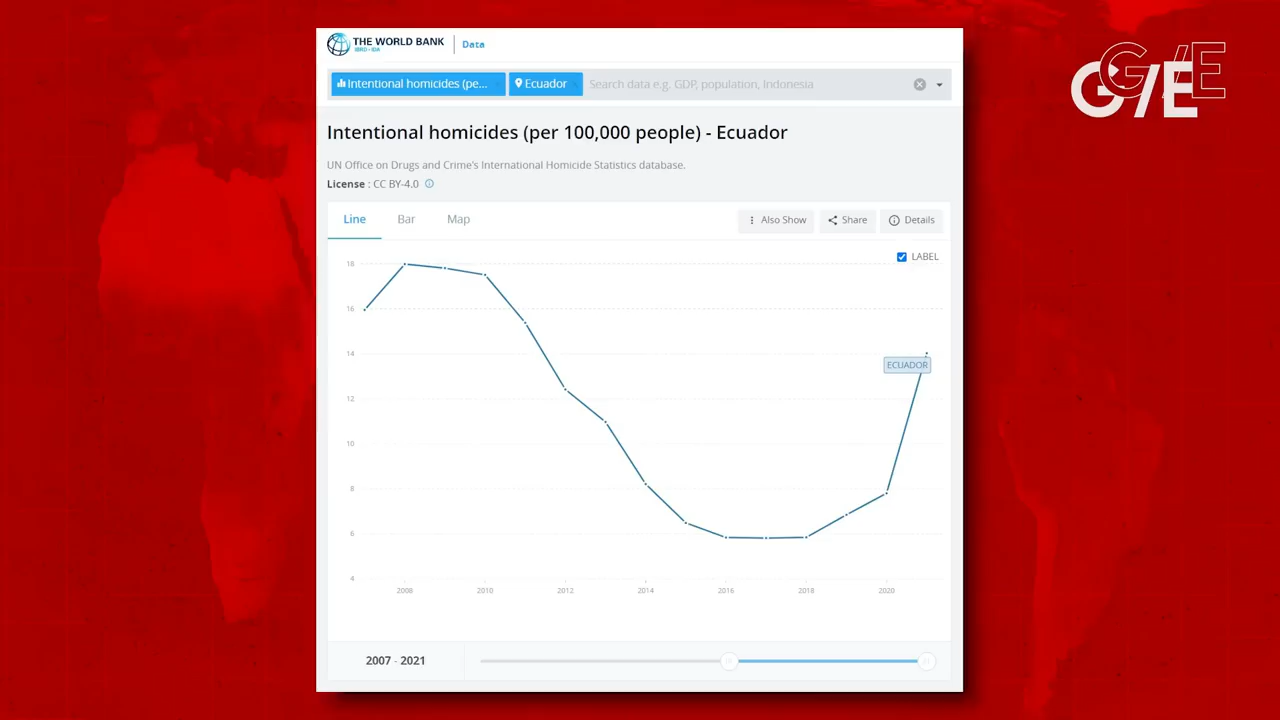 THE WORLD BANK
IBRD • IDA
Data
Intentional homicides (pe...
Ecuador
Search data e.g. GDP, population, Indonesia
G/E
G/E
Intentional homicides (per 100,000 people) - Ecuador
UN Office on Drugs and Crime's International Homicide Statistics database.
License : CC BY-4.0
Line
Bar
Map
Also Show
Share
Details
LABEL
18
16
14
12
10
8
6
4
ECUADOR
2008
2010
2012
2014
2016
2018
2020
2007 - 2021